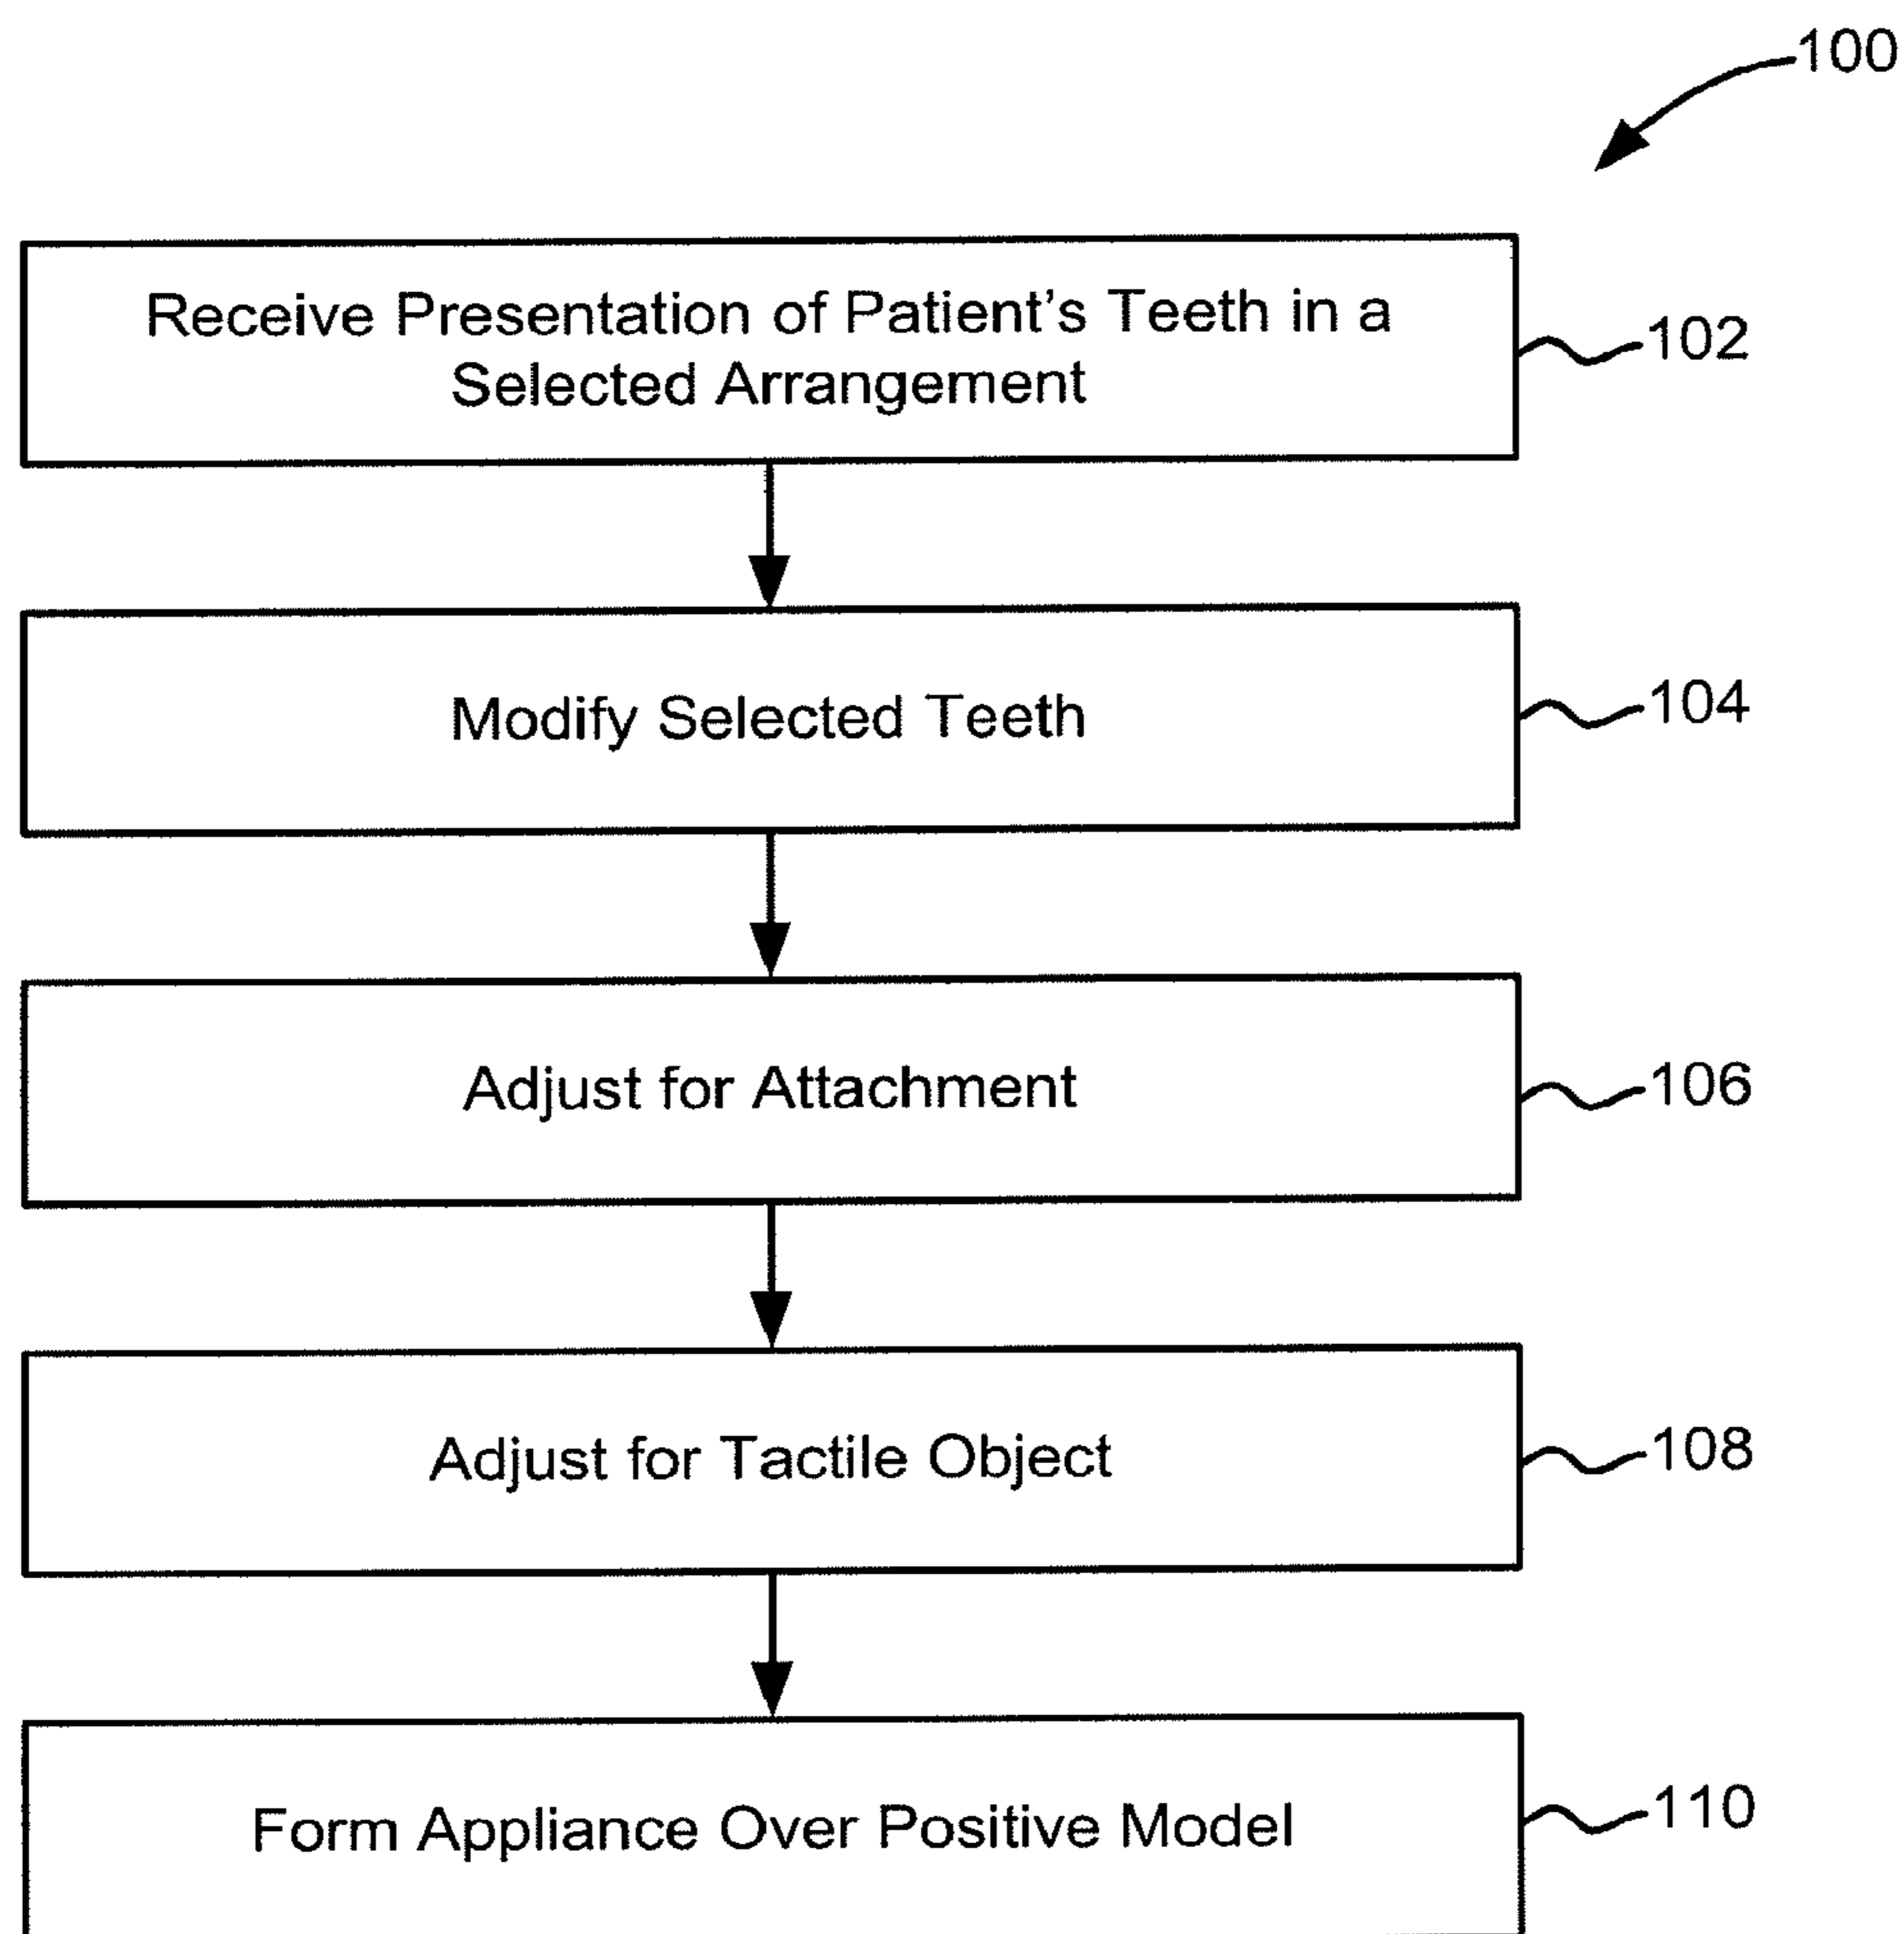 100
Receive Presentation of Patient's Teeth in a
Selected Arrangement
102
Modify Selected Teeth
104
Adjust for Attachment
106
Adjust for Tactile Object
108
Form Appliance Over Positive Model
110